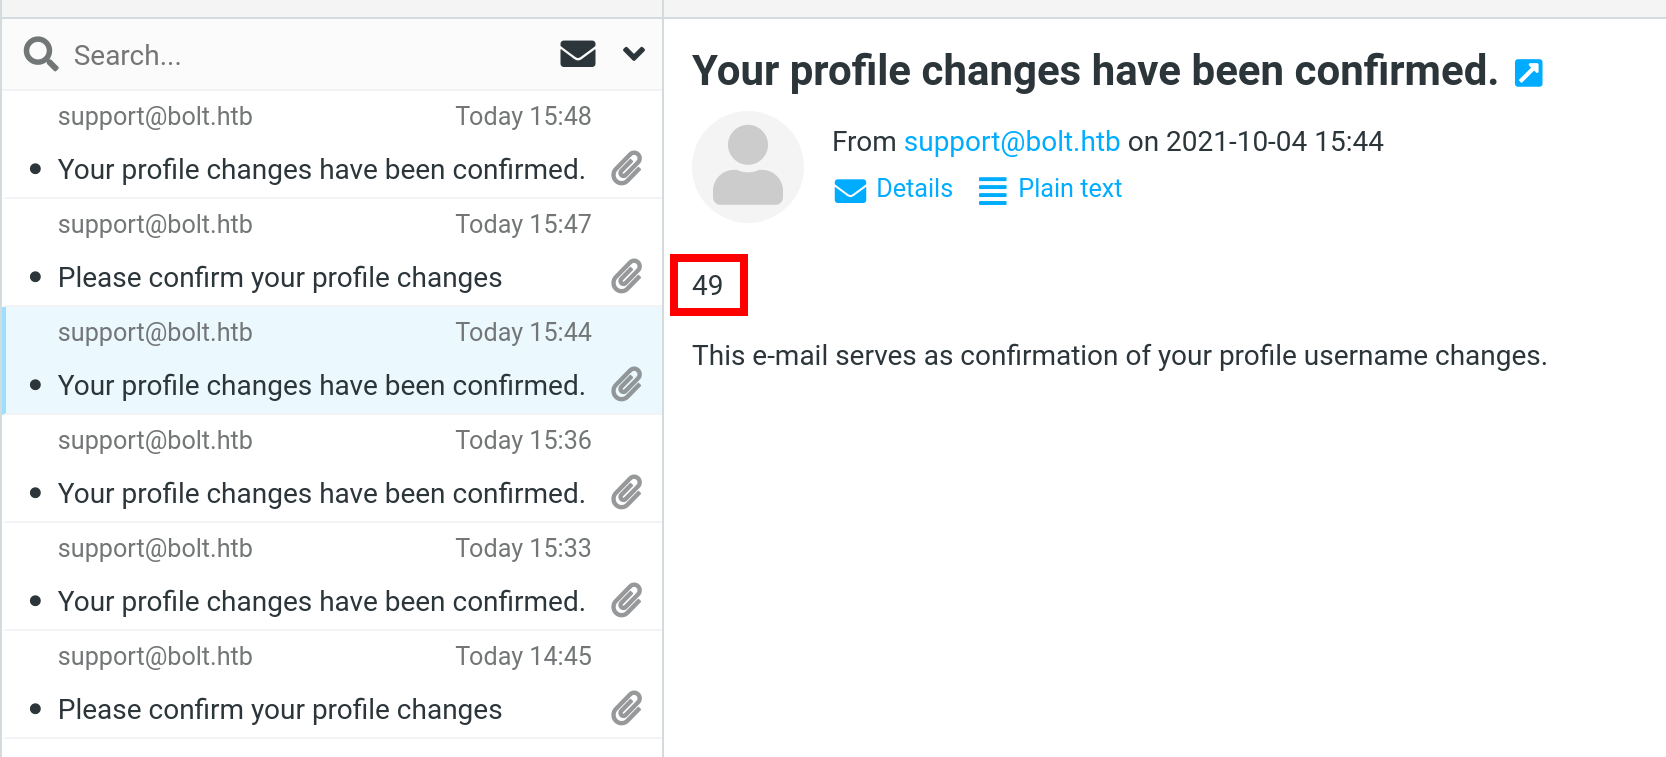 Search...
support@bolt.htb Today 15:48
Your profile changes have been confirmed.
support@bolt.htb Today 15:47
Please confirm your profile changes
support@bolt.htb Today 15:44
Your profile changes have been confirmed.
support@bolt.htb Today 15:36
Your profile changes have been confirmed.
support@bolt.htb Today 15:33
Your profile changes have been confirmed.
support@bolt.htb Today 14:45
Please confirm your profile changes
Your profile changes have been confirmed.
From support@bolt.htb on 2021-10-04 15:44
Details Plain text
49
This e-mail serves as confirmation of your profile username changes.